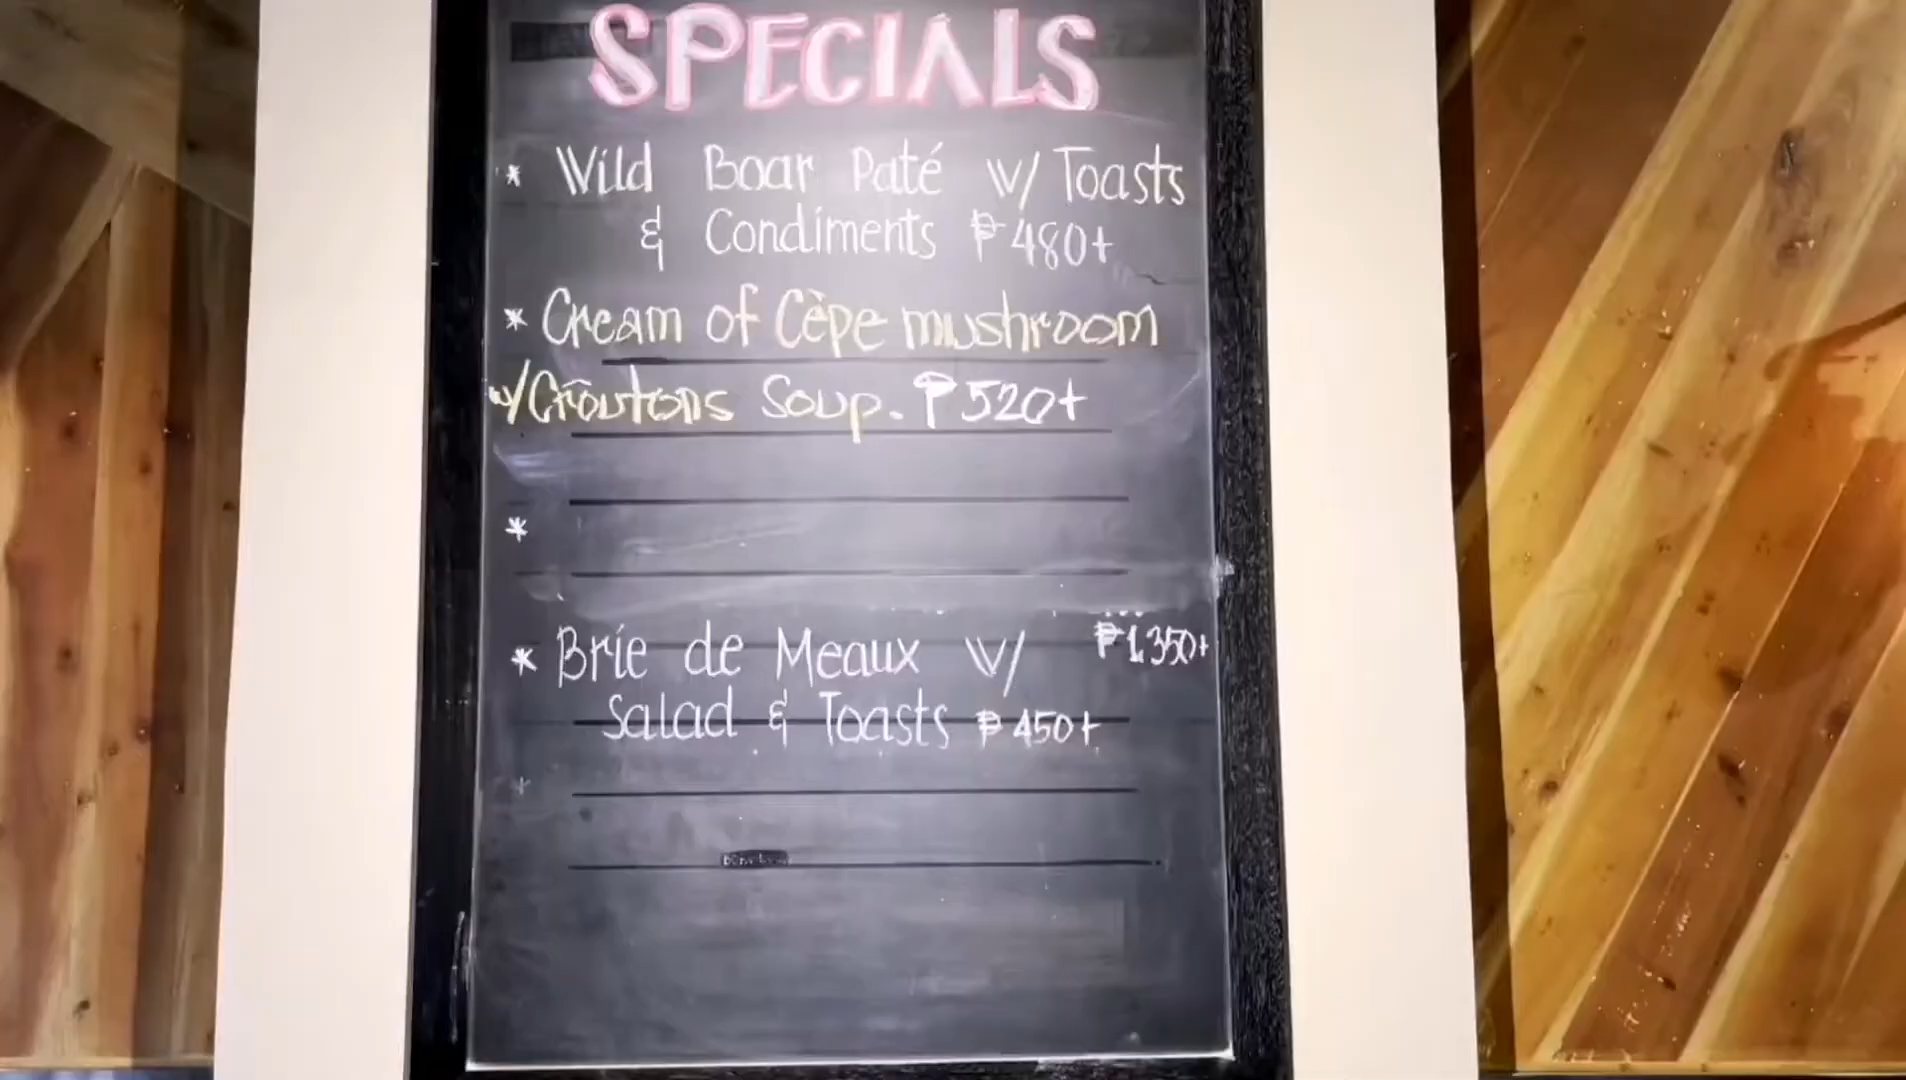 SPECIALS
* Wild Boar Paté w/ Toasts
& Condiments ₱480+
* Cream of Cèpe mushroom
w/Croutons Soup. ₱520+
*
* Brie de Meaux w/ ₱1,350+
Salad & Toasts ₱450+
*